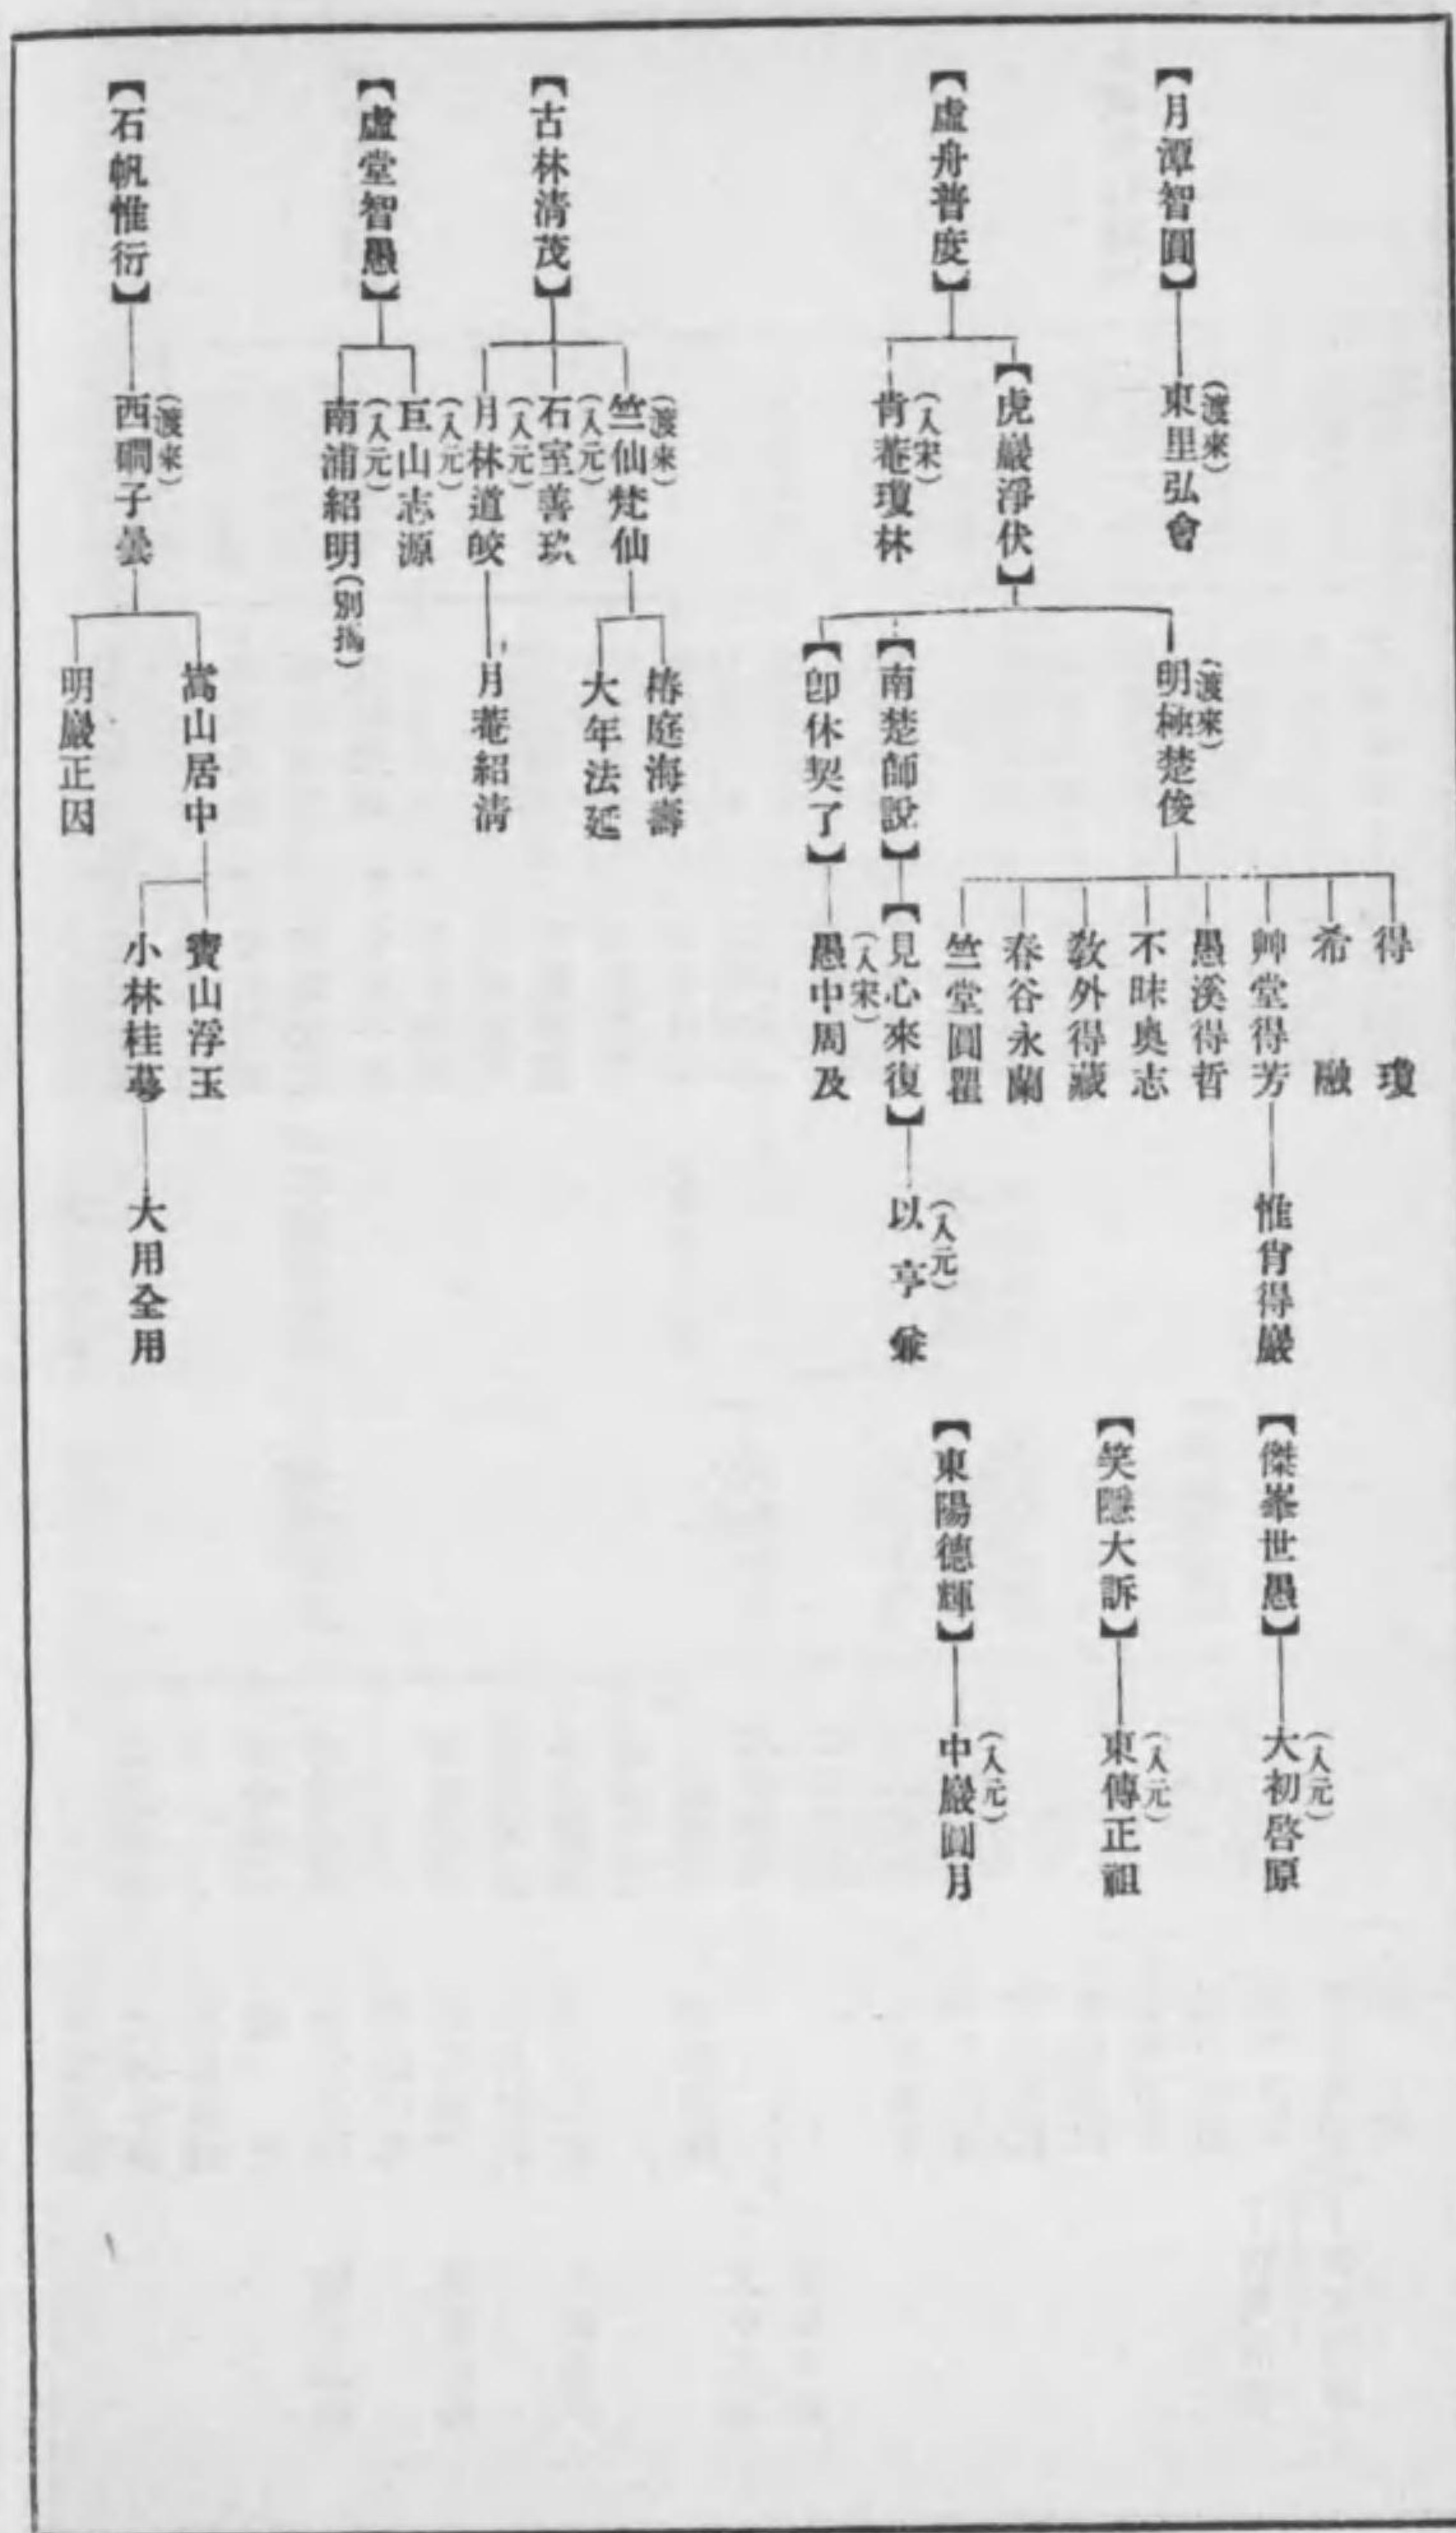 【月潭智圓】
(渡來)
東里弘會
【虛舟普度】
【虎巖淨伏】
(入宋)
肯菴瓊林
(渡來)
明極楚俊
【南楚師說】
【卽休契了】
得瓊
希融
艸堂得芳
愚溪得哲
不昧奧志
敎外得藏
春谷永蘭
竺堂圓瞿
【見心來復】
(入宋)
愚中周及
惟肖得巖
(入元)
以亨
【傑峯世愚】
(入元)
大初啓原
【笑隱大訢】
(入元)
東傳正祖
【東陽德輝】
(入元)
中巖圓月
【古林清茂】
(渡來)
竺仙梵仙
(入元)
石室善玖
(入元)
月林道皎
椿庭海壽
大年法延
月菴紹清
【虛堂智愚】
(入元)
巨山志源
(入元)
南浦紹明(別揭)
【石帆惟衍】
(渡來)
西磵子曇
嵩山居中
明巖正因
寶山浮玉
小林桂蕚
大用全用